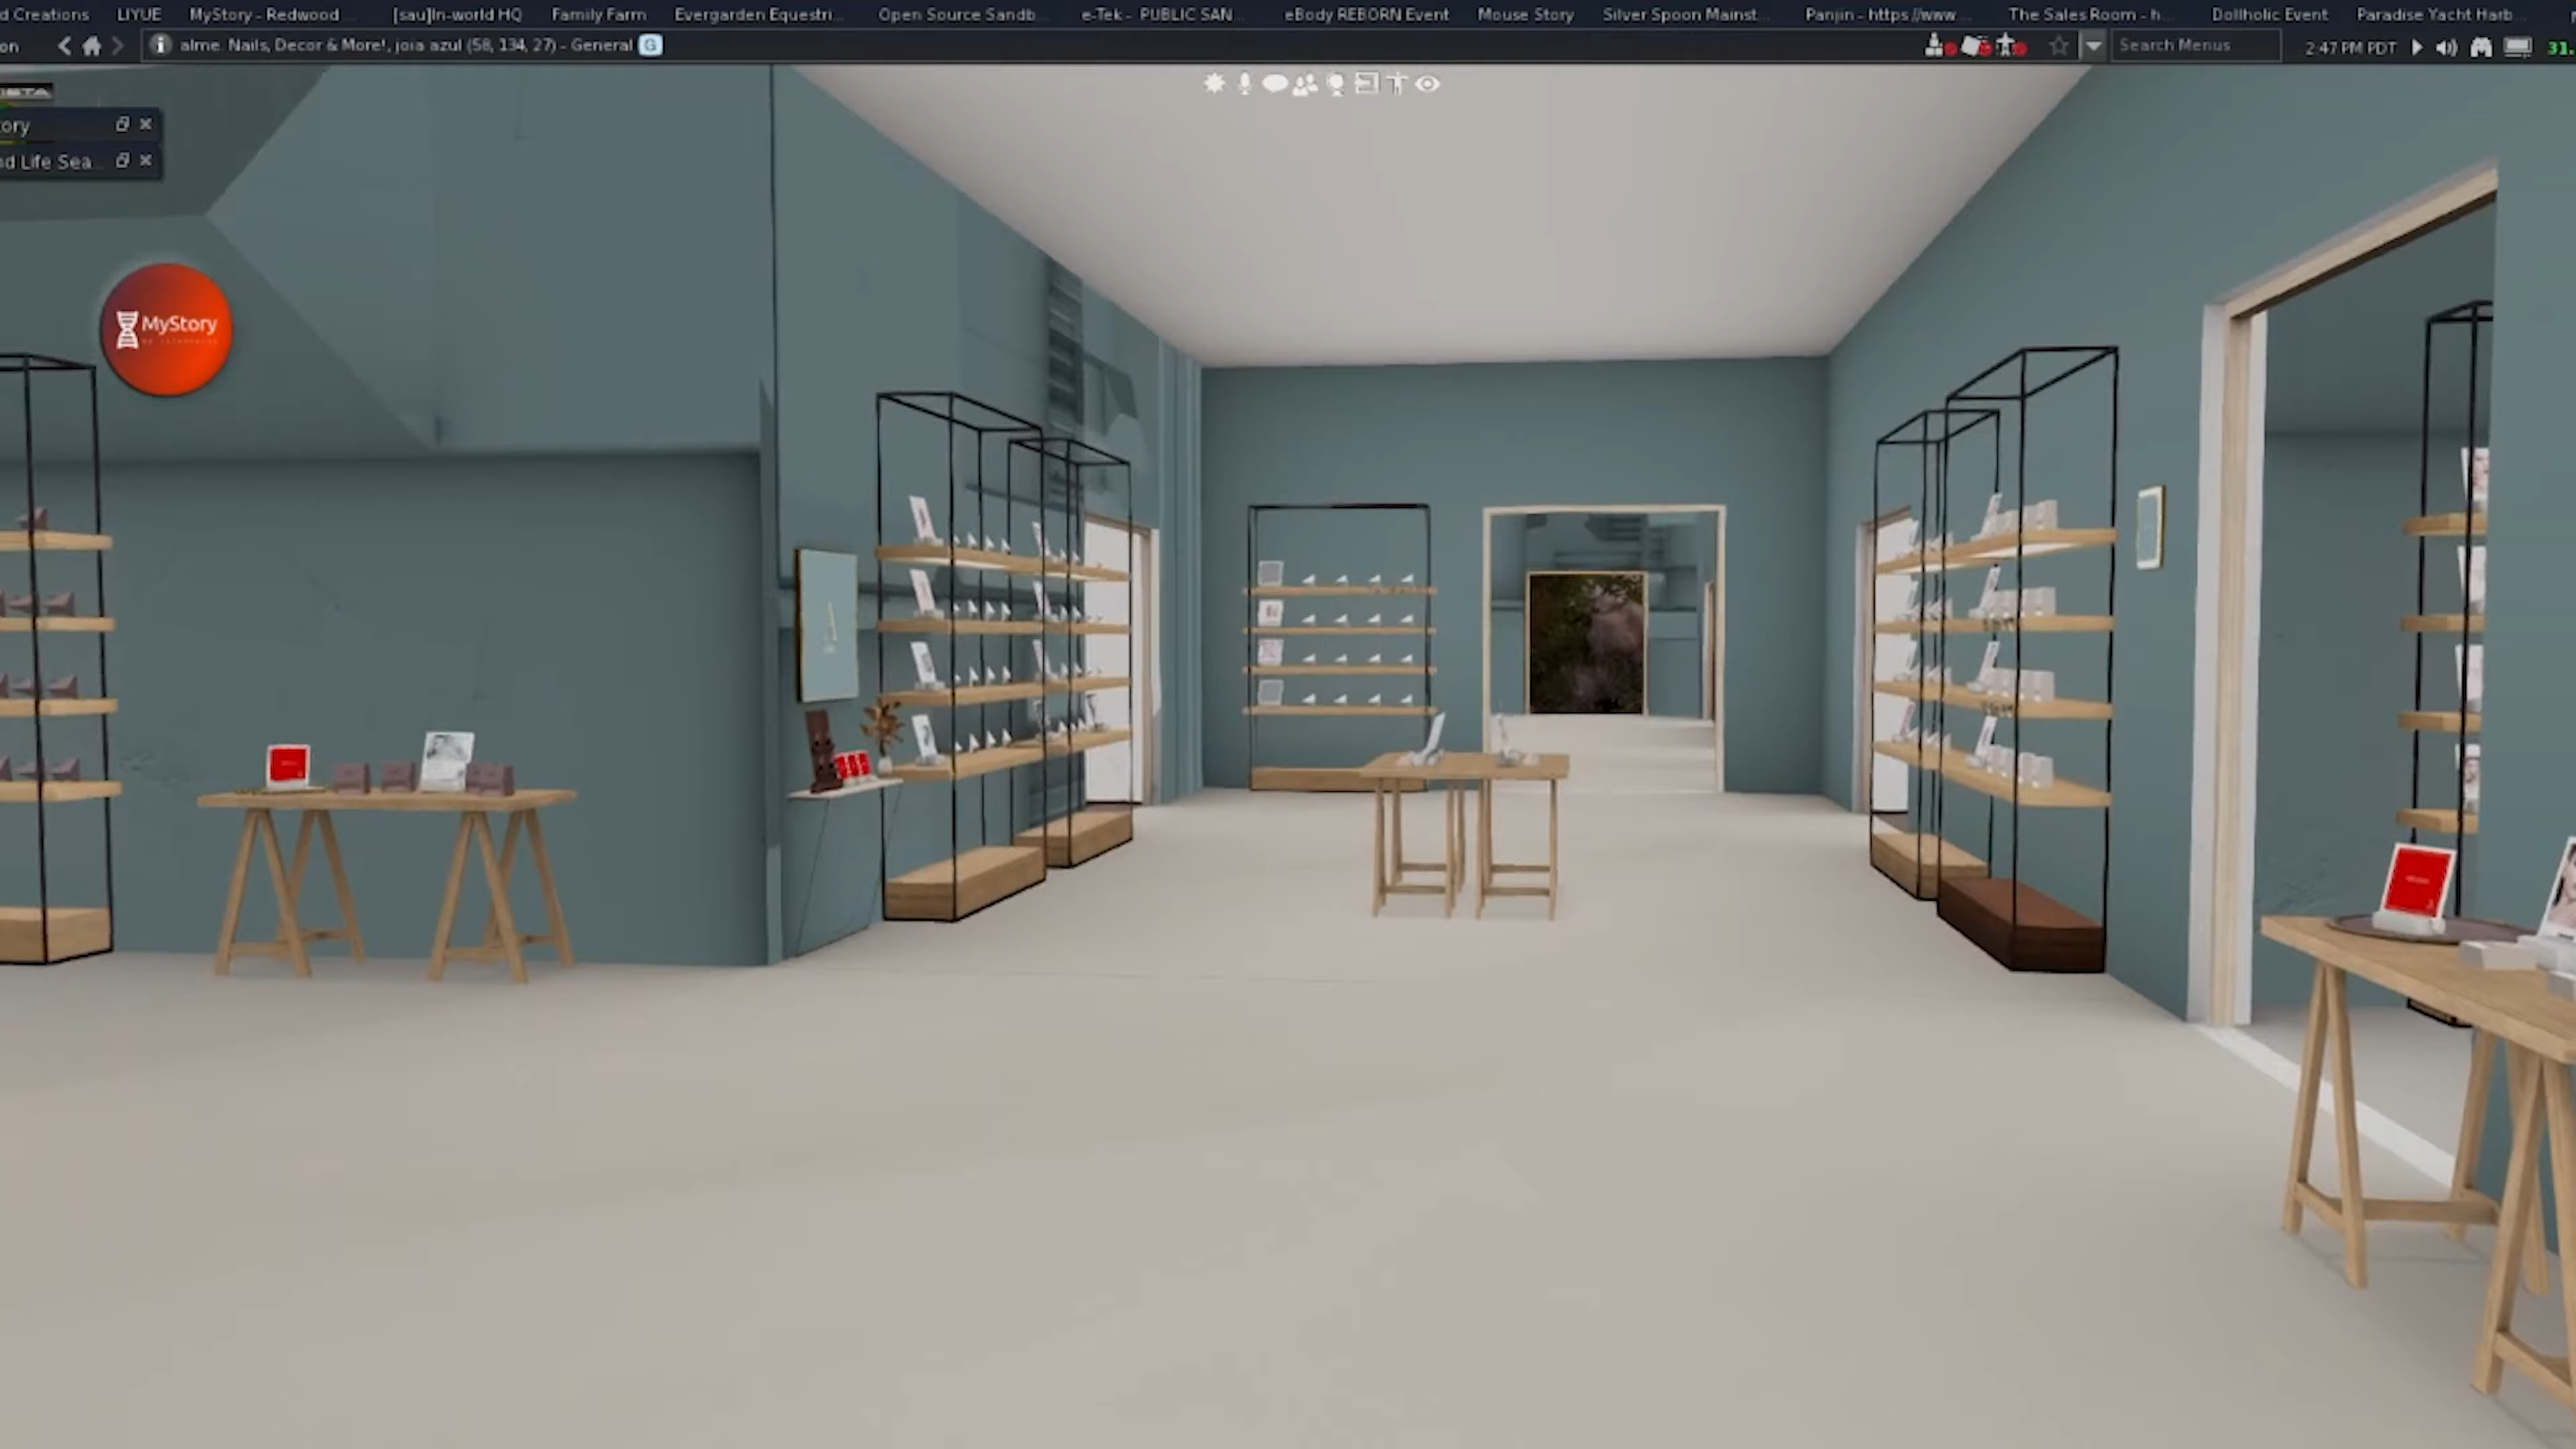 d Creations LIYUE MyStory - Redwood ... [sau]In-world HQ Family Farm Evergarden Equestri... Open Source Sandb... e-Tek - PUBLIC SAN... eBody REBORN Event Mouse Story Silver Spoon Mainst... Panjin - https://www.... The Sales Room - h... Dollholic Event Paradise Yacht Harb...
on alme. Nails, Decor & More!, joia azul (58, 134, 27) - General G Search Menus 2:47 PM PDT 31.
ory
d Life Sea...
MyStory